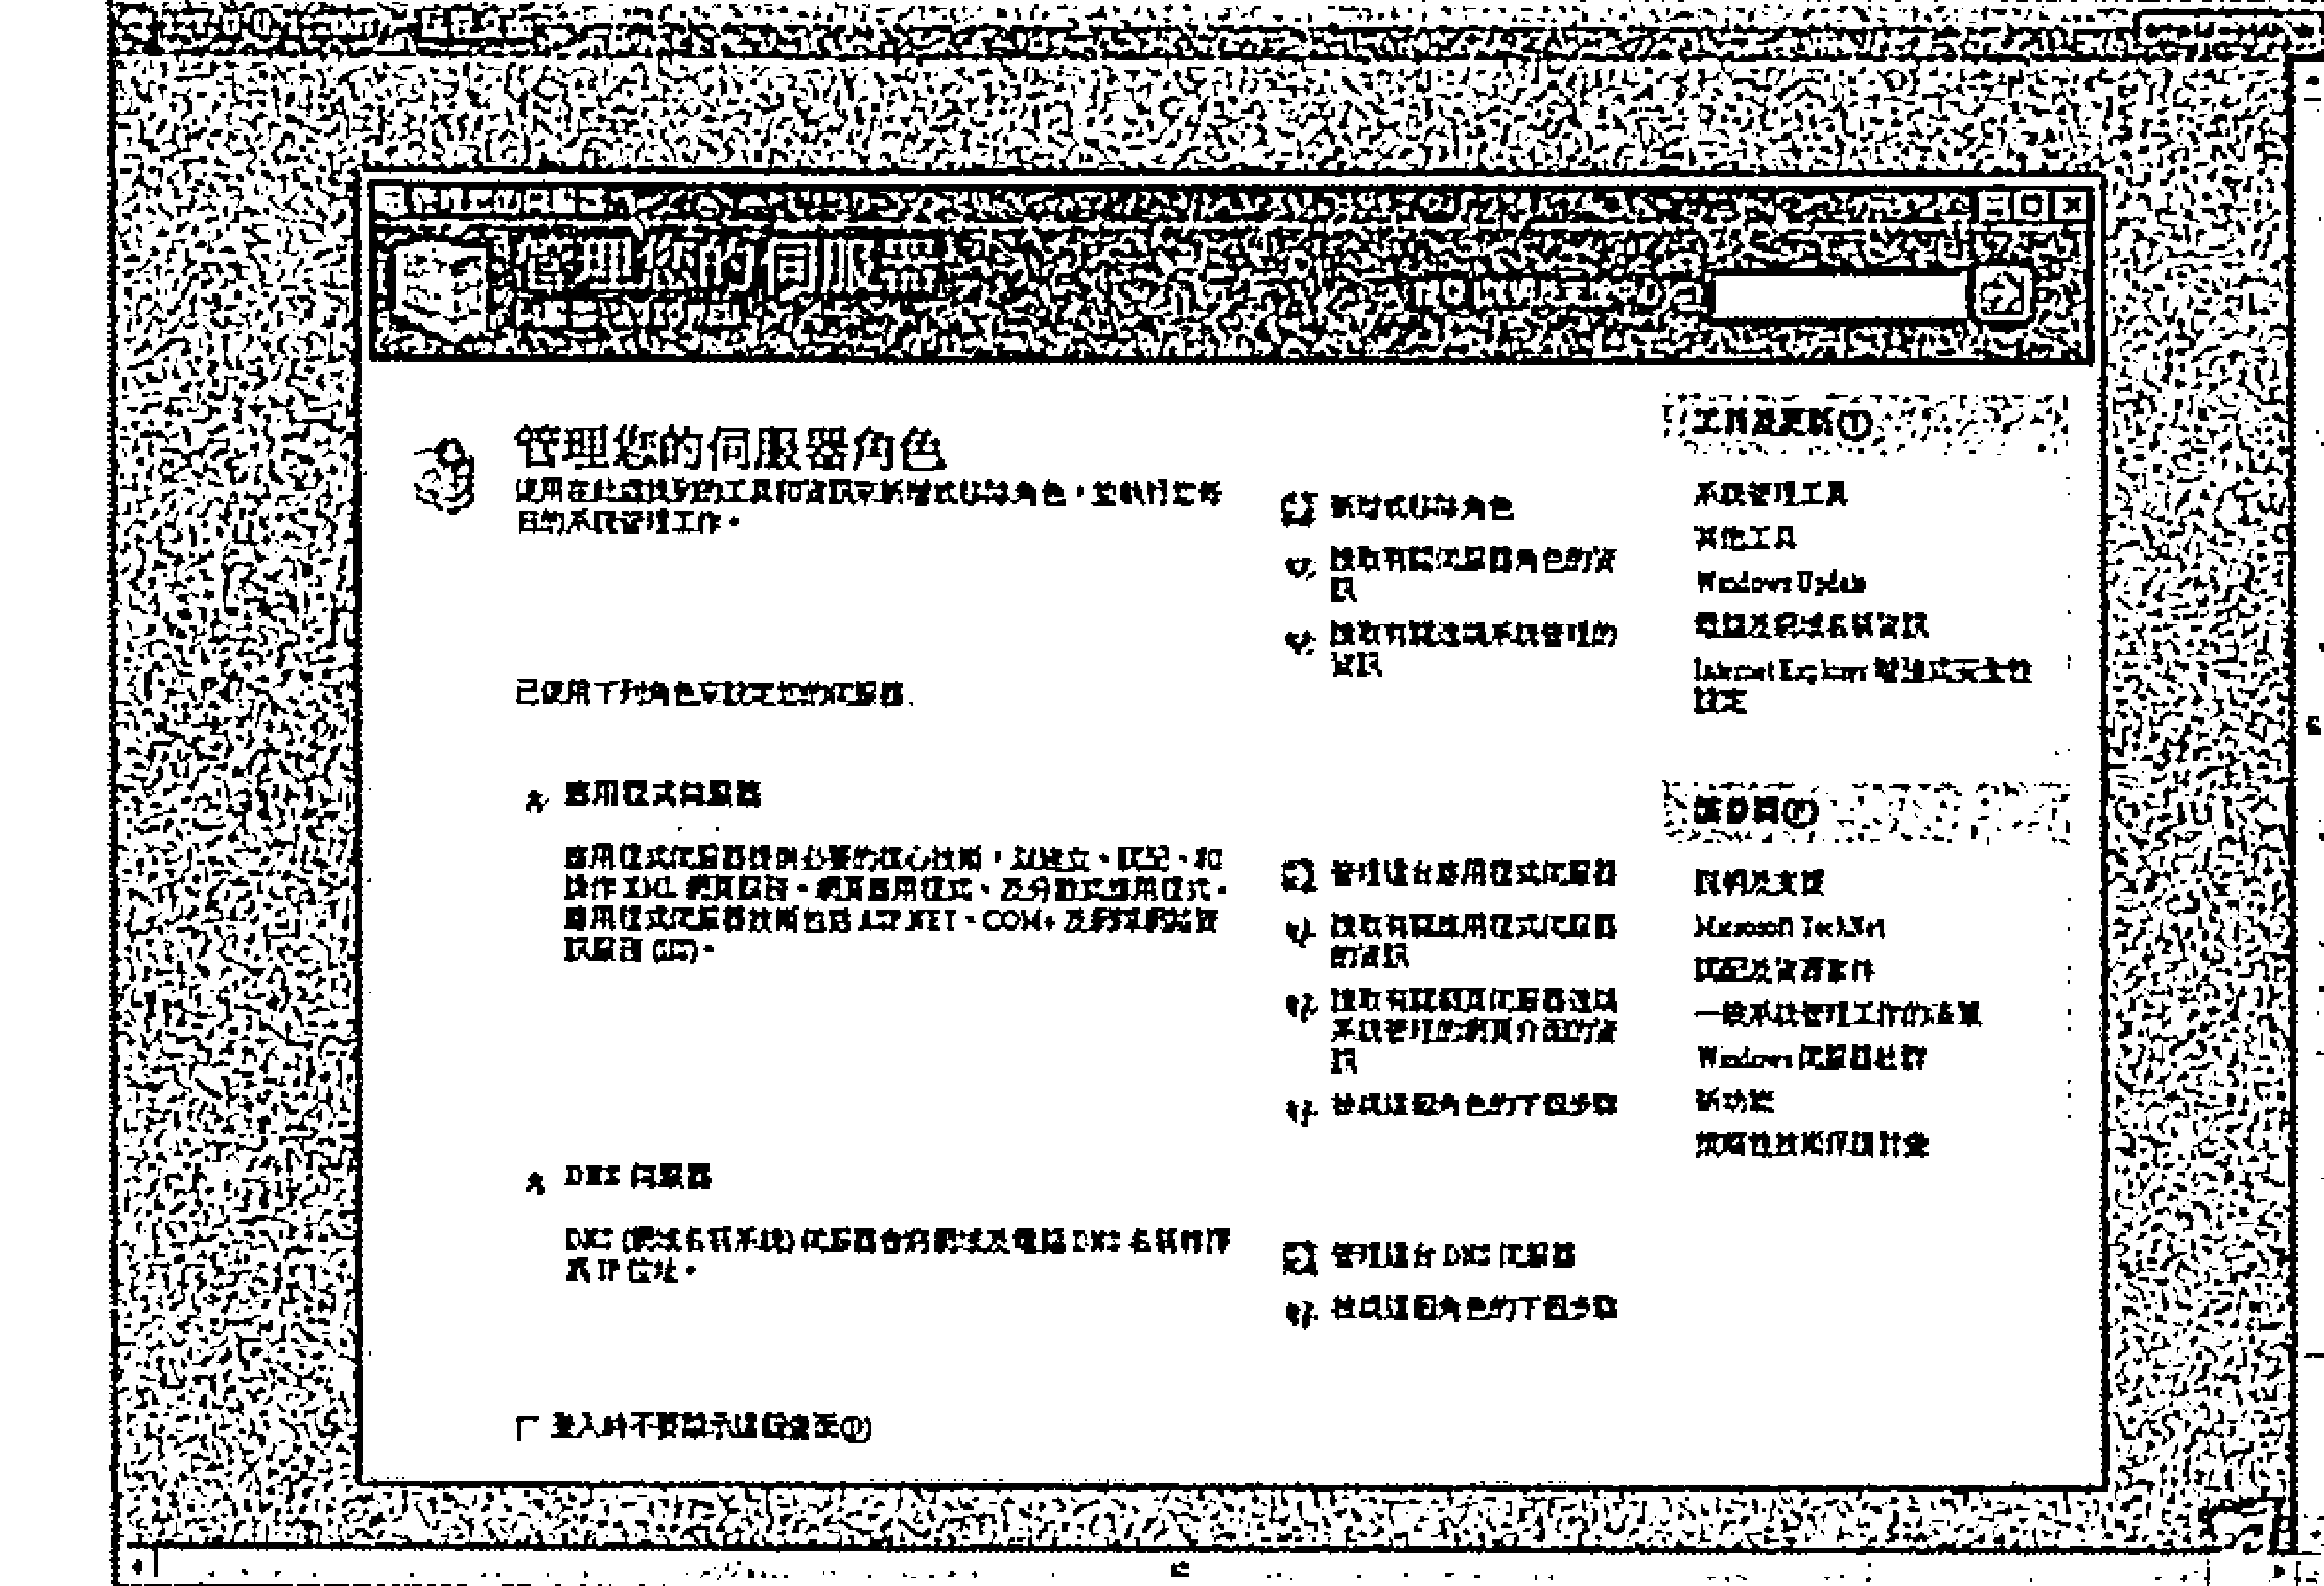 管理您的伺服器
管理您的伺服器角色
使用在此處找到的工具和資訊來新增或移除角色，並執行您每
日的系統管理工作。
新增或移除角色
讀取有關伺服器角色的資
訊
讀取有關遠端系統管理的
資訊
已使用下列角色來設定您的伺服器:
應用程式伺服器
應用程式伺服器提供必要的核心技術，以建立、匹配、和
操作 XML 網頁服務、網頁應用程式、及分散式應用程式。
應用程式伺服器技術包括 ASP.NET、COM+ 及網際網路資
訊服務 (IIS)。
管理這台應用程式伺服器
讀取有關應用程式伺服器
的資訊
讀取有關網頁伺服器遠端
系統管理的網頁介面的資
訊
檢視這個角色的下個步驟
DNS 伺服器
DNS (網域名稱系統) 伺服器會將網域及電腦 DNS 名稱解譯
為 IP 位址。
管理這台 DNS 伺服器
檢視這個角色的下個步驟
登入時不要顯示這個畫面
工具及更新(T)
系統管理工具
其他工具
Windows Update
電腦及網域名稱資訊
Internet Explorer 增強式安全性
設定
請參閱
說明及支援
Microsoft TechNet
匹配及資源套件
一般系統管理工作的清單
Windows 伺服器社群
新功能
策略性技術保護計畫